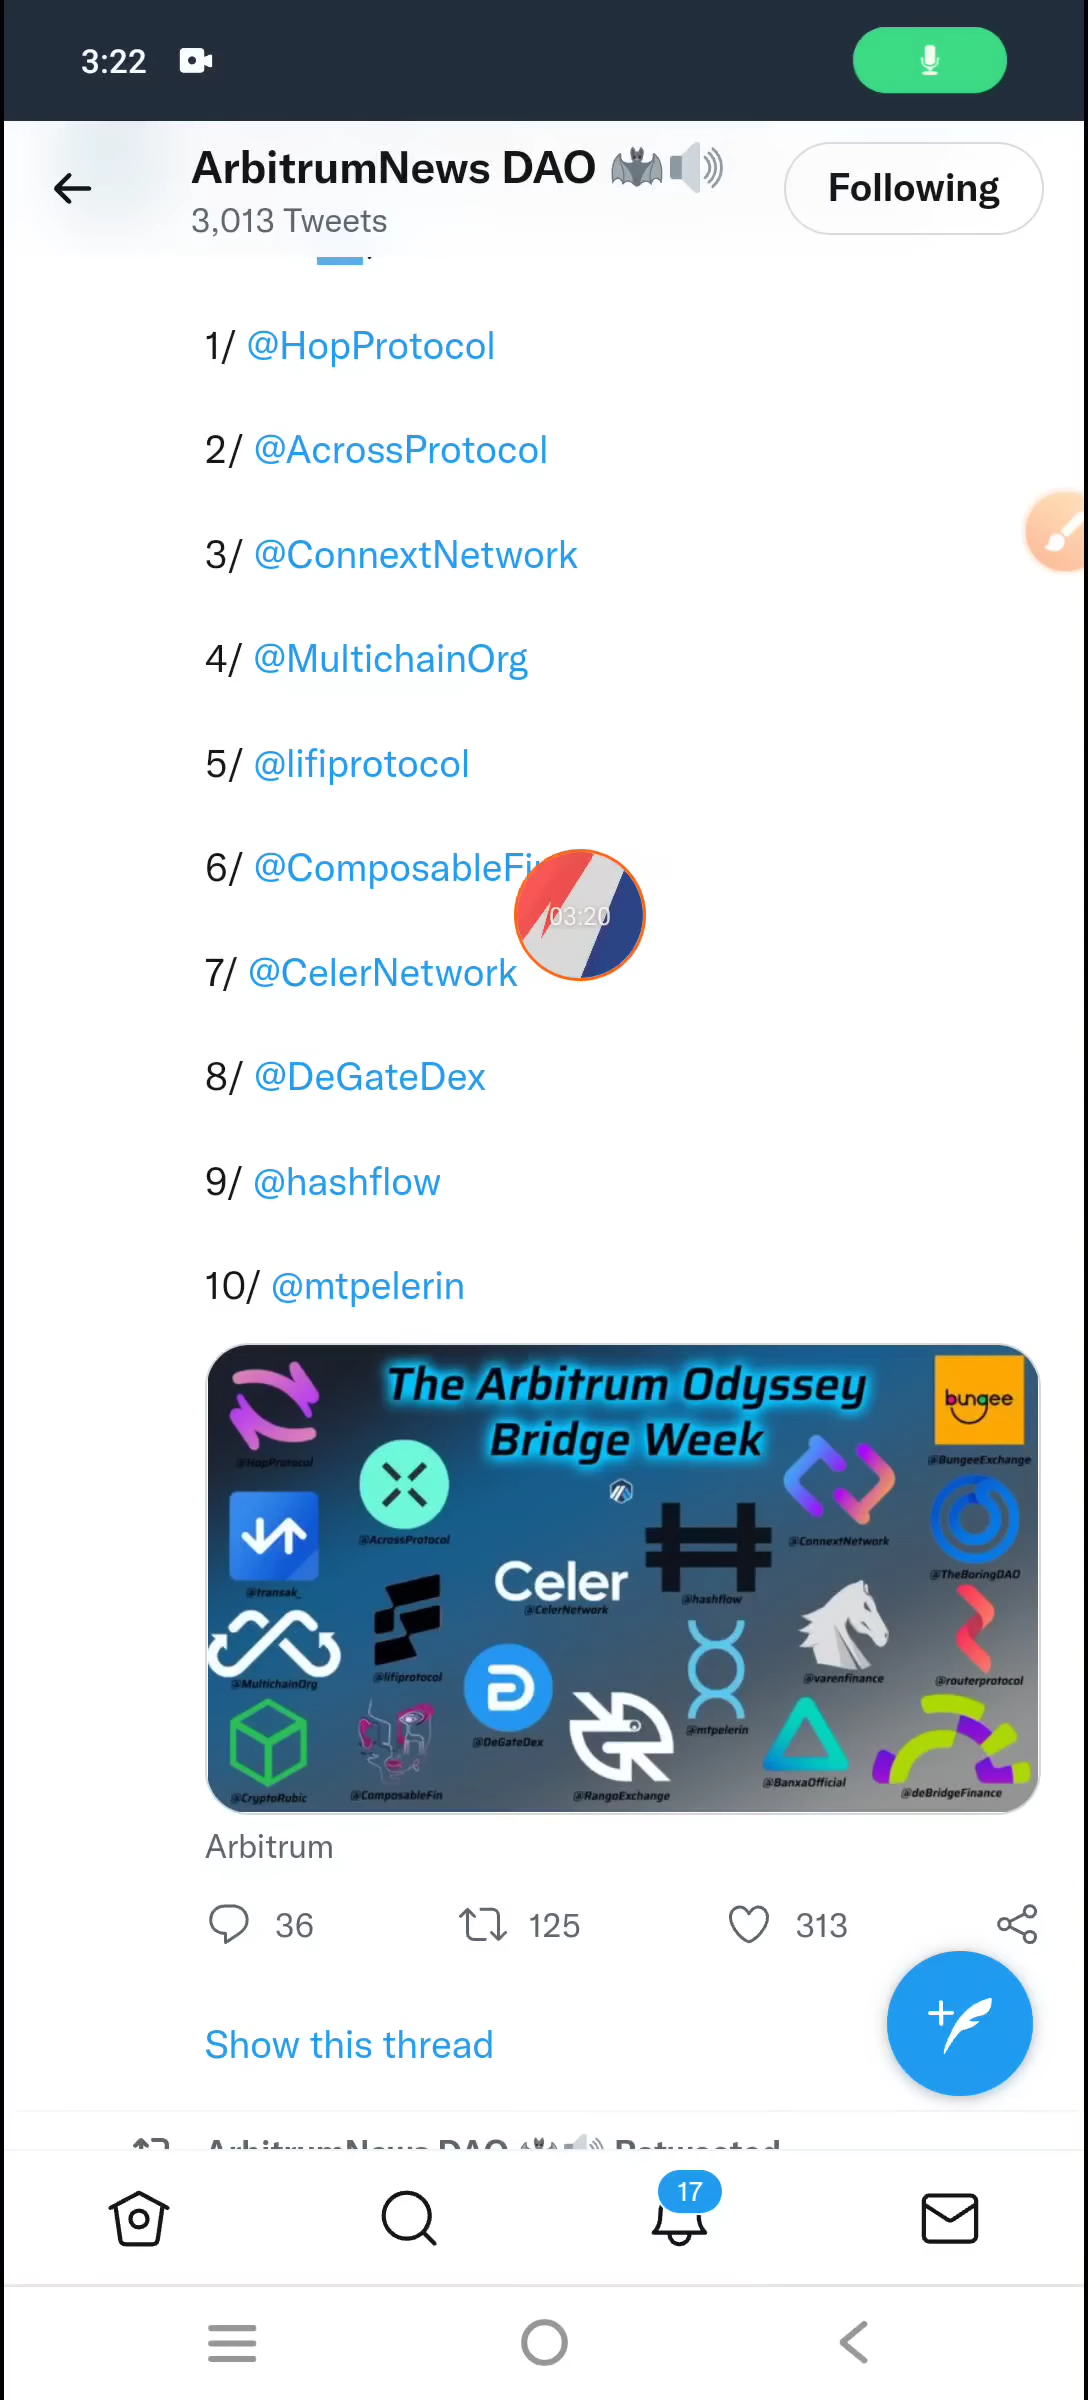 3:22
ArbitrumNews DAO
Following
3,013 Tweets
1/ @HopProtocol
2/ @AcrossProtocol
3/ @ConnextNetwork
4/ @MultichainOrg
5/ @lifiprotocol
6/ @ComposableFi
03:20
7/ @CelerNetwork
8/ @DeGateDex
9/ @hashflow
10/ @mtpelerin
The Arbitrum Odyssey
Bridge Week
bungee
@HopProtocol
@BungeeExchange
@AcrossProtocol
@ConnextNetwork
@TheBoringDAO
@transak_
Celer
@CelerNetwork
@hashflow
@MultichainOrg
@lifiprotocol
@varenfinance
@routerprotocol
@DeGateDex
@mtpelerin
@CryptoRubic
@ComposableFin
@RangoExchange
@BanxaOfficial
@deBridgeFinance
Arbitrum
36
125
313
Show this thread
ArbitrumNews DAO Retweeted
17